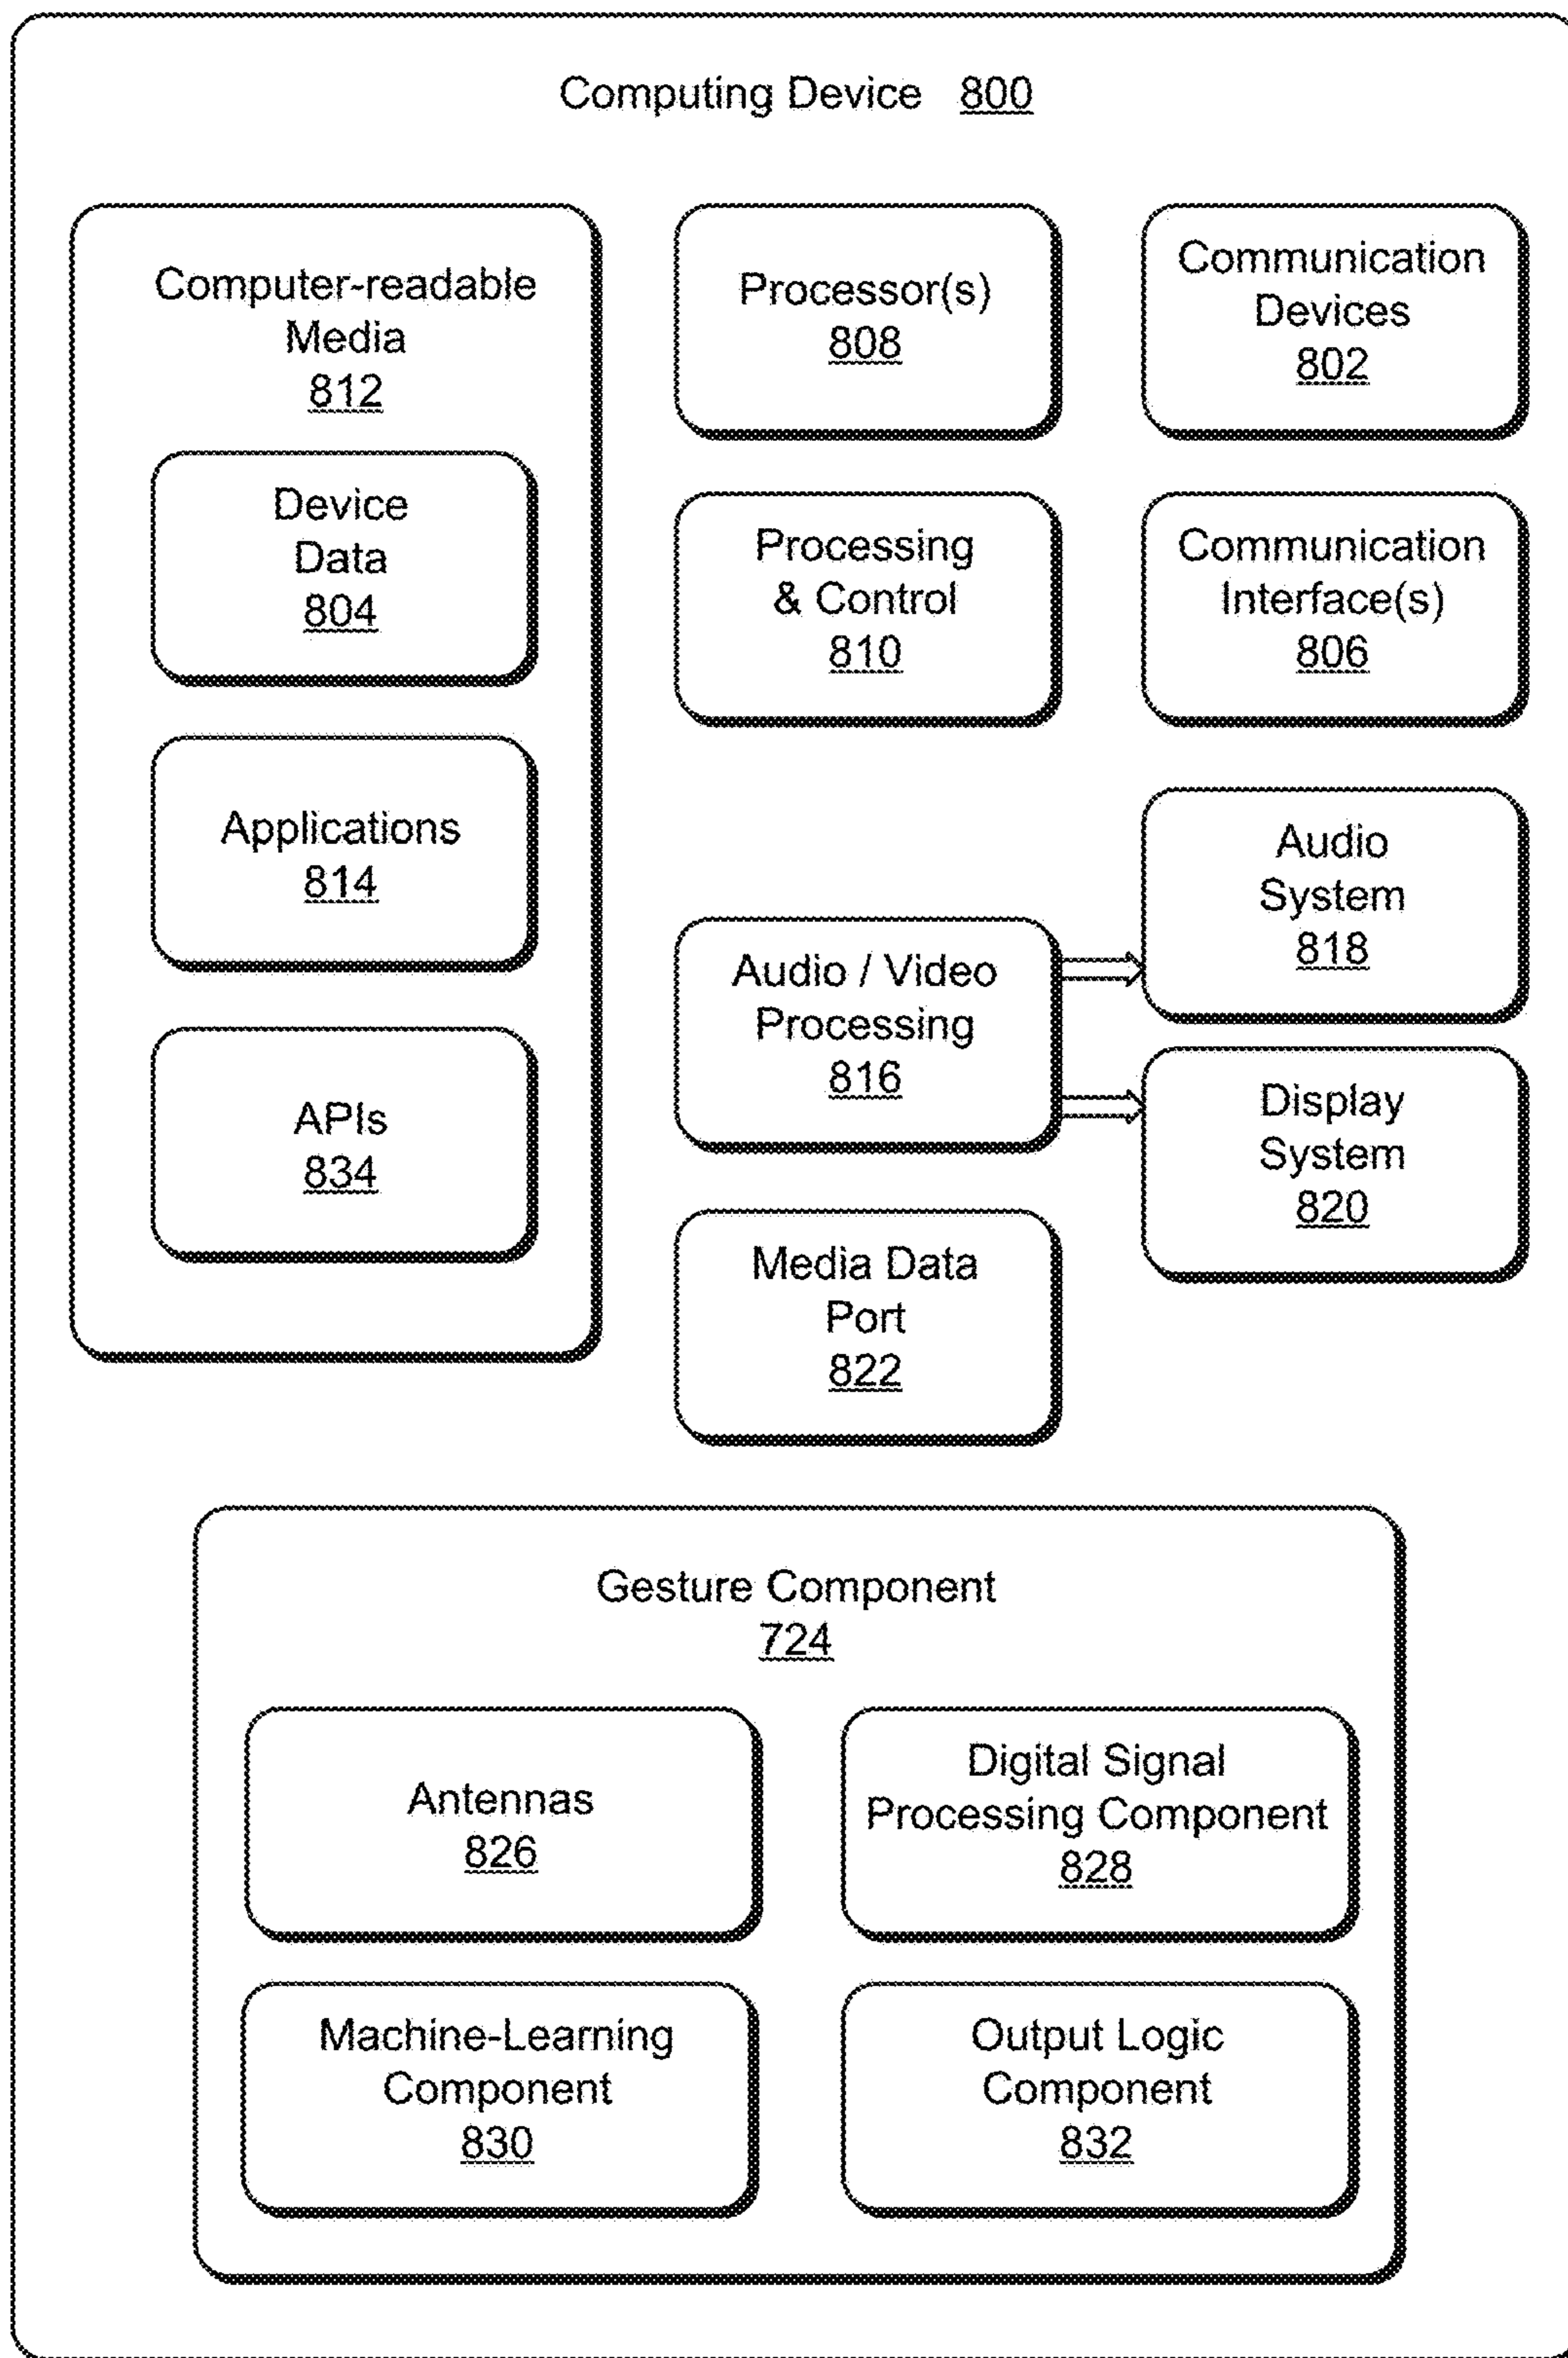 Computing Device 800
Computer-readable
Media
812
Device
Data
804
Applications
814
APIs
834
Processor(s)
808
Processing
& Control
810
Audio / Video
Processing
816
Media Data
Port
822
Communication
Devices
802
Communication
Interface(s)
806
Audio
System
818
Display
System
820
Gesture Component
724
Antennas
826
Digital Signal
Processing Component
828
Machine-Learning
Component
830
Output Logic
Component
832